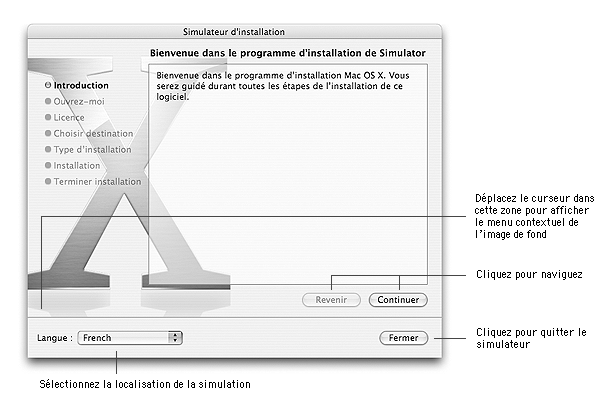 Simulateur d'installation
Bienvenue dans le programme d'installation de Simulator
Introduction
Ouvrez-moi
Licence
Choisir destination
Type d'installation
Installation
Terminer installation
Bienvenue dans le programme d'installation Mac OS X. Vous
serez guidé durant toutes les étapes de l'installation de ce
logiciel.
Déplacez le curseur dans
cette zone pour afficher
le menu contextuel de
l'image de fond
Cliquez pour naviguez
Revenir
Continuer
Langue :
French
Fermer
Cliquez pour quitter le
simulateur
Sélectionnez la localisation de la simulation